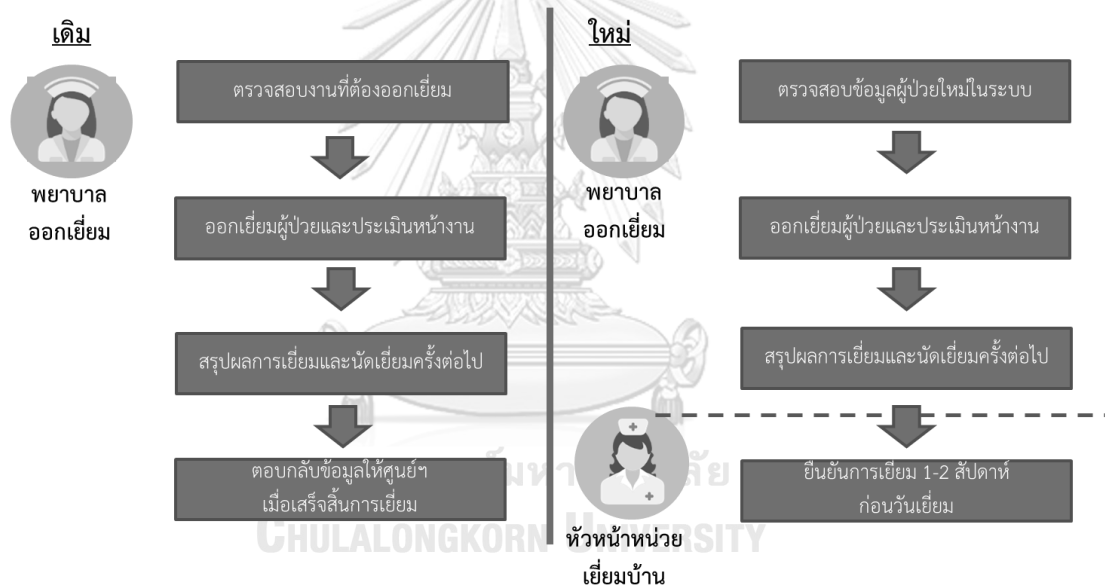 เดิม
พยาบาล
ออกเยี่ยม
ตรวจสอบงานที่ต้องออกเยี่ยม
ออกเยี่ยมผู้ป่วยและประเมินหน้างาน
สรุปผลการเยี่ยมและนัดเยี่ยมครั้งต่อไป
ตอบกลับข้อมูลให้ศูนย์ฯ
เมื่อเสร็จสิ้นการเยี่ยม
ใหม่
พยาบาล
ออกเยี่ยม
ตรวจสอบข้อมูลผู้ป่วยใหม่ในระบบ
ออกเยี่ยมผู้ป่วยและประเมินหน้างาน
สรุปผลการเยี่ยมและนัดเยี่ยมครั้งต่อไป
หัวหน้าหน่วย
เยี่ยมบ้าน
ยืนยันการเยี่ยม 1-2 สัปดาห์
ก่อนวันเยี่ยม
CHULALONGKORN UNIVERSITY